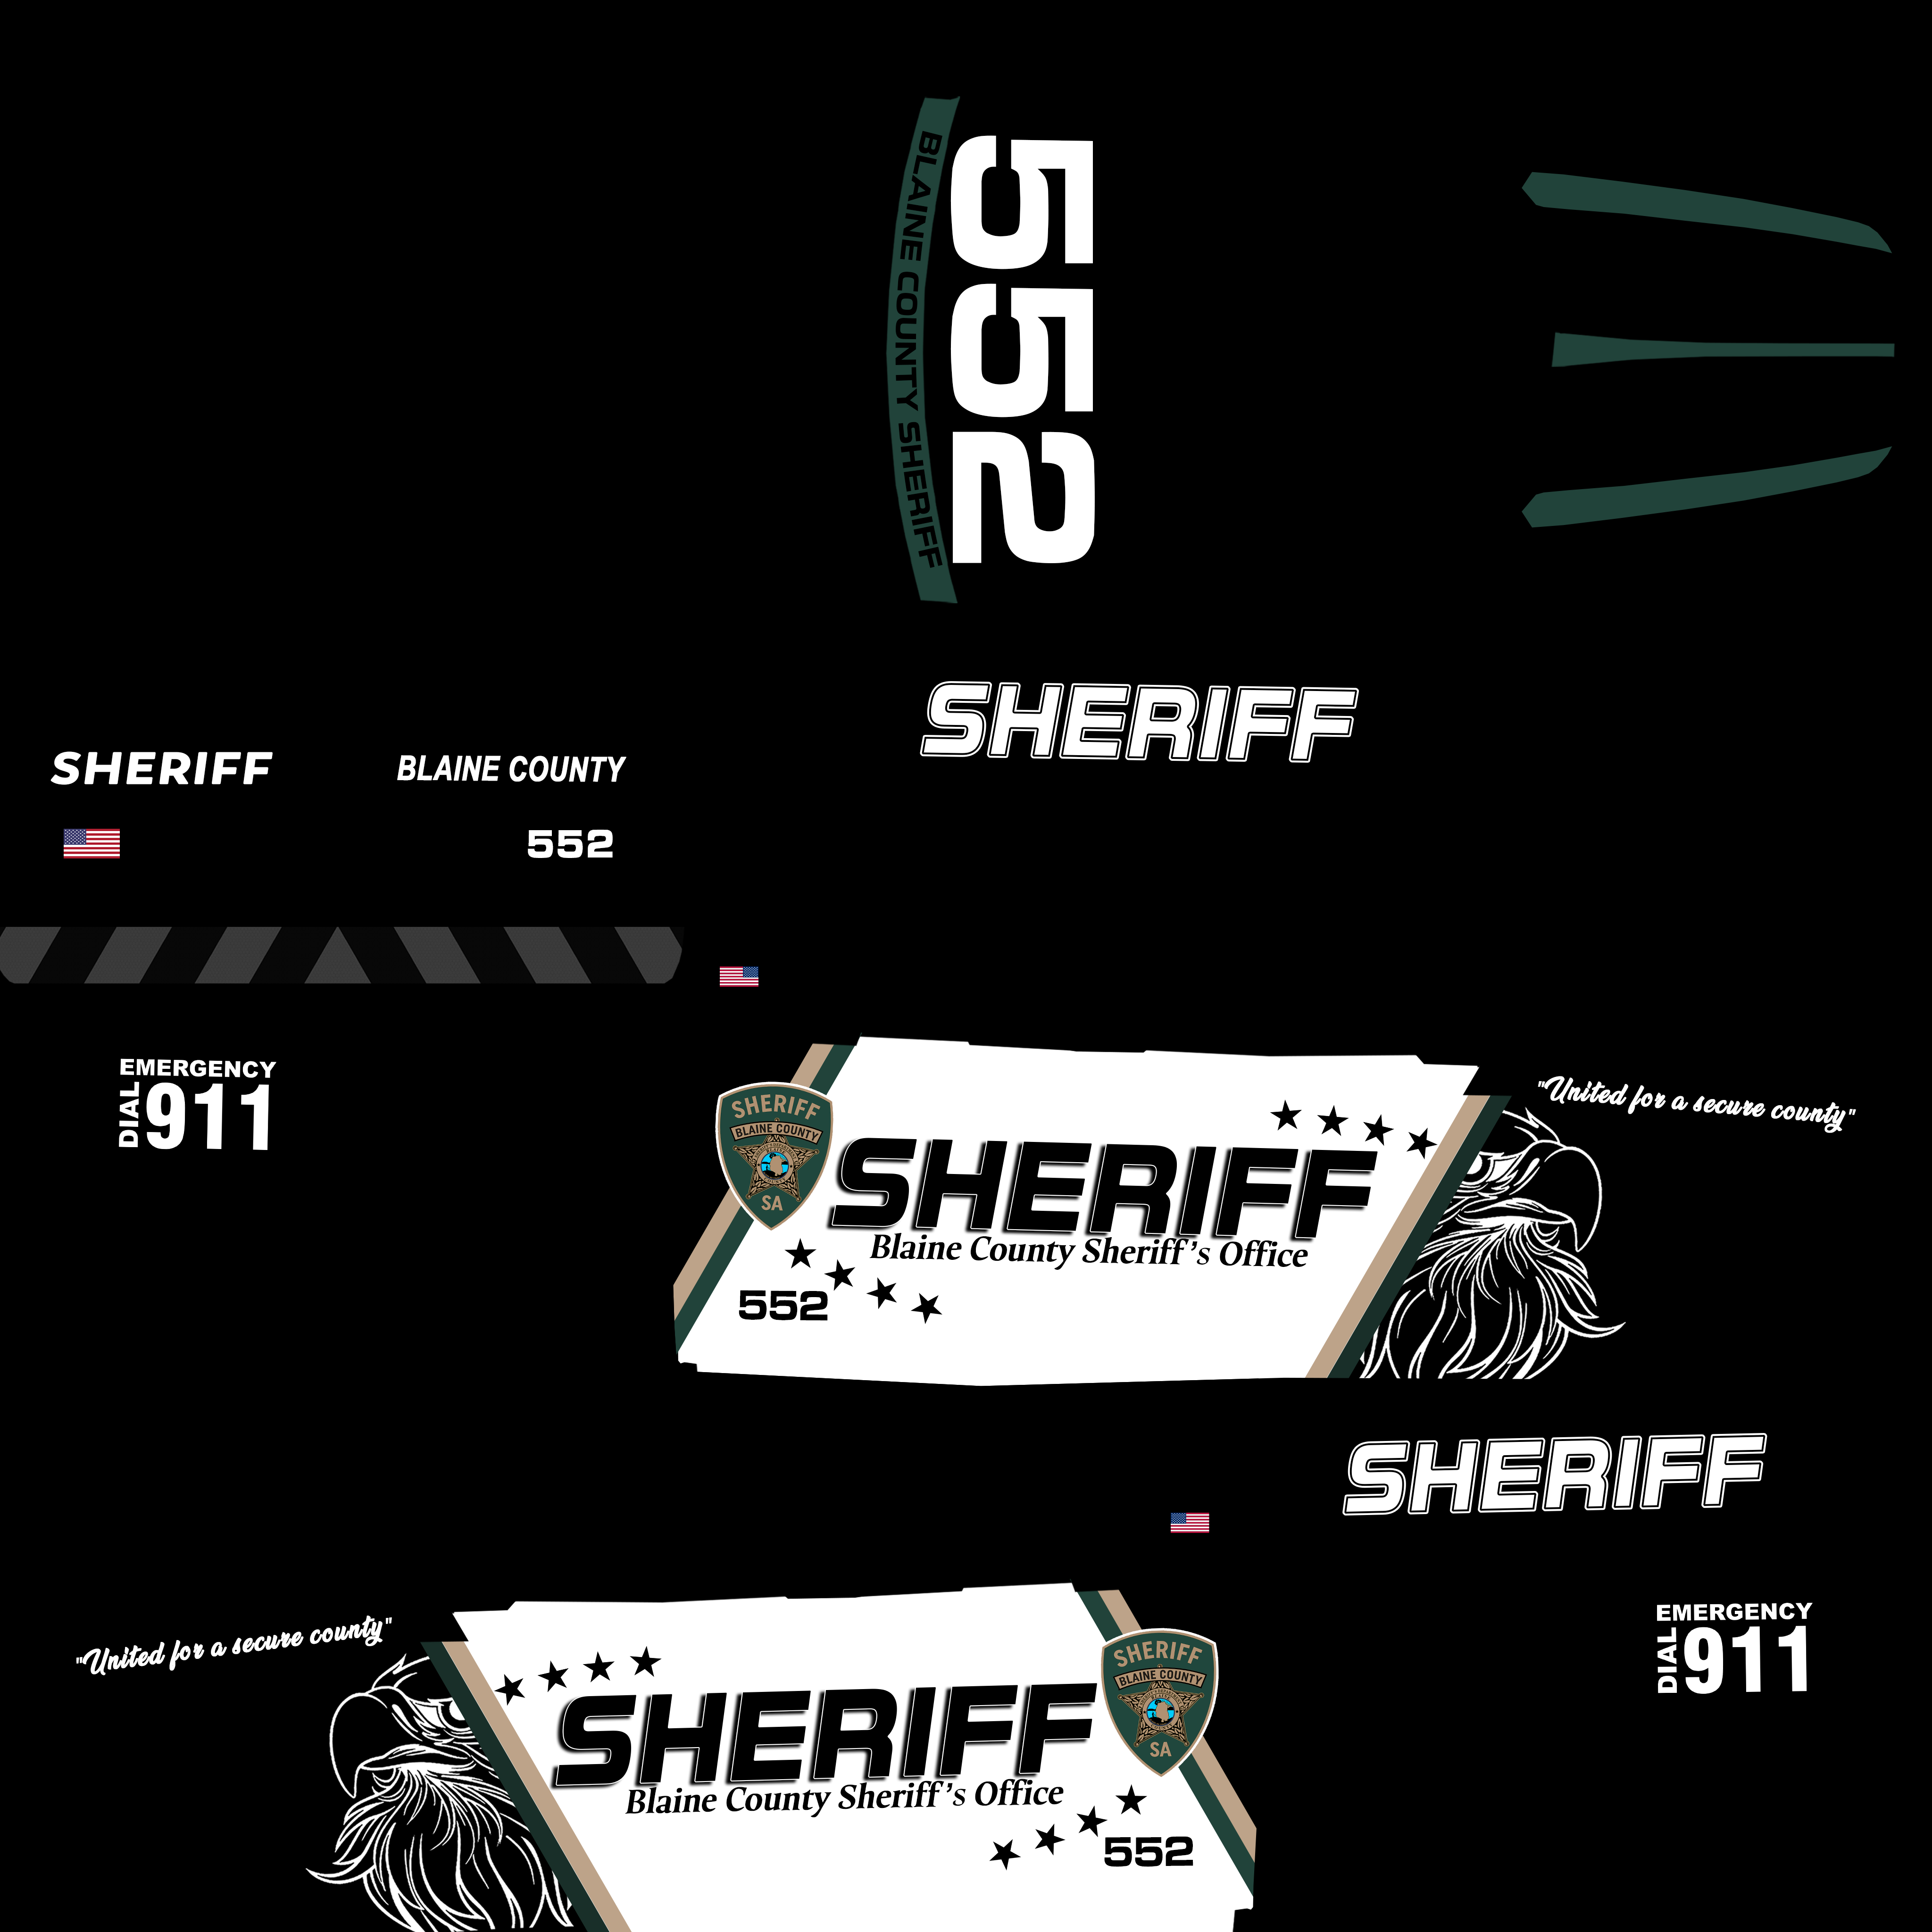 BLAINE COUNTY SHERIFF
552
SHERIFF
SHERIFF
BLAINE COUNTY
552
EMERGENCY
DIAL
911
SHERIFF
BLAINE COUNTY
SA
SHERIFF
Blaine County Sheriff's Office
552
"United for a secure county"
SHERIFF
"United for a secure county"
SHERIFF
Blaine County Sheriff's Office
SHERIFF
BLAINE COUNTY
SA
552
EMERGENCY
DIAL
911